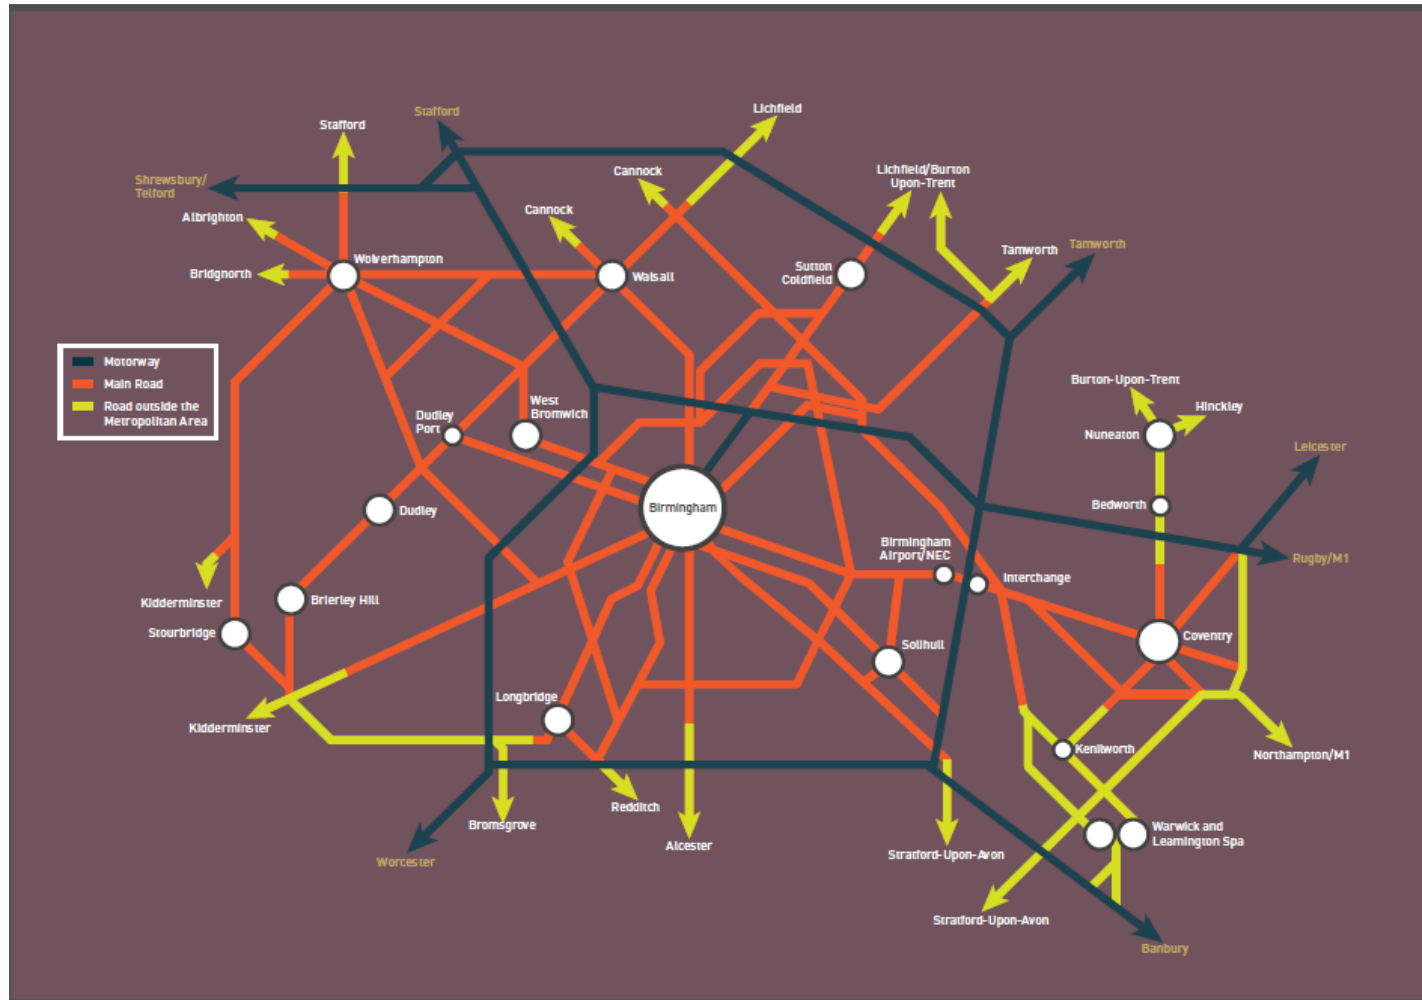 Stafford
Lichfield
Stafford
Cannock
Lichfield/Burton
Upon-Trent
Shrewsbury/
Telford
Albrighton
Cannock
Tamworth
Tamworth
Wolverhampton
Bridgnorth
Walsall
Sutton
Coldfield
Motorway
Main Road
Road outside the
Metropolitan Area
Burton-Upon-Trent
Hinckley
Nuneaton
West
Bromwich
Dudley
Port
Leicester
Bedworth
Birmingham
Dudley
Birmingham
Airport/NEC
Rugby/M1
Interchange
Kidderminster
Brierley Hill
Stourbridge
Solihull
Coventry
Longbridge
Kidderminster
Kenilworth
Northampton/M1
Redditch
Bromsgrove
Alcester
Warwick and
Leamington Spa
Stratford-Upon-Avon
Worcester
Stratford-Upon-Avon
Banbury